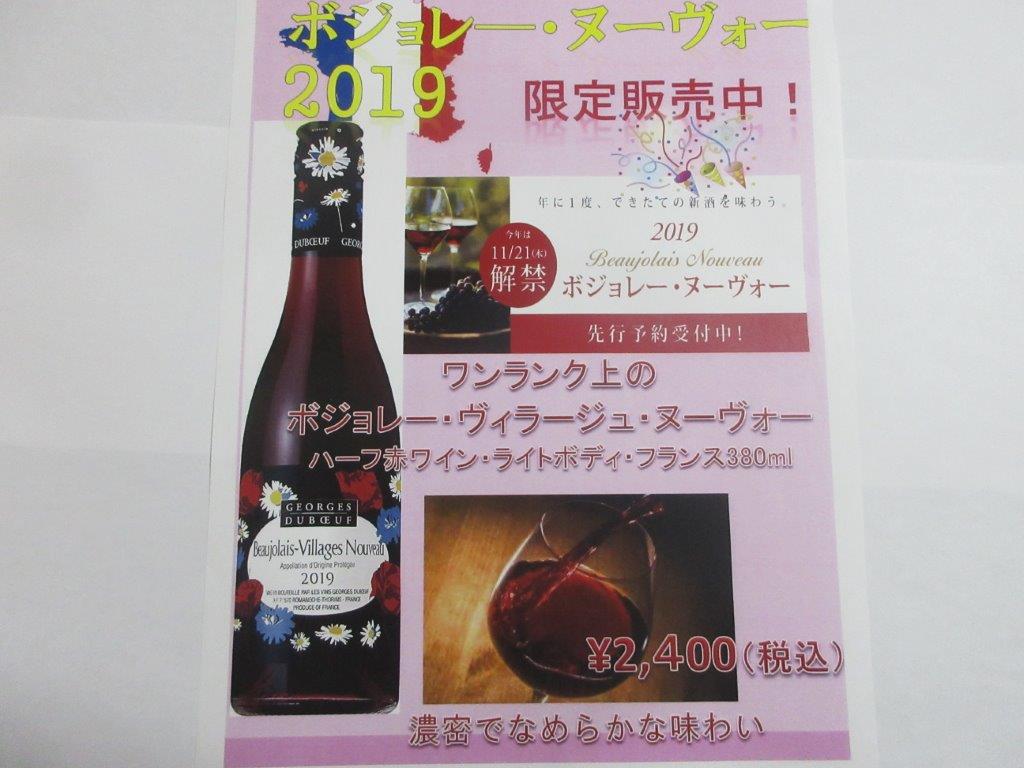 ボジョレー・ヌーヴォー
2019
限定販売中!
年に1度、できたての新酒を味わう。
今年は
11/21(木)
解禁
2019
Beaujolais Nouveau
ボジョレー・ヌーヴォー
先行予約受付中!
ワンランク上の
ボジョレー・ヴィラージュ・ヌーヴォー
ハーフ赤ワイン・ライトボディ・フランス380ml
DUBŒUF GEOR
GEORGES
DUBŒUF
Beaujolais-Villages Nouveau
Appellation d'Origine Protégée
2019
PRODUCE OF FRANCE
¥2,400(税込)
濃密でなめらかな味わい